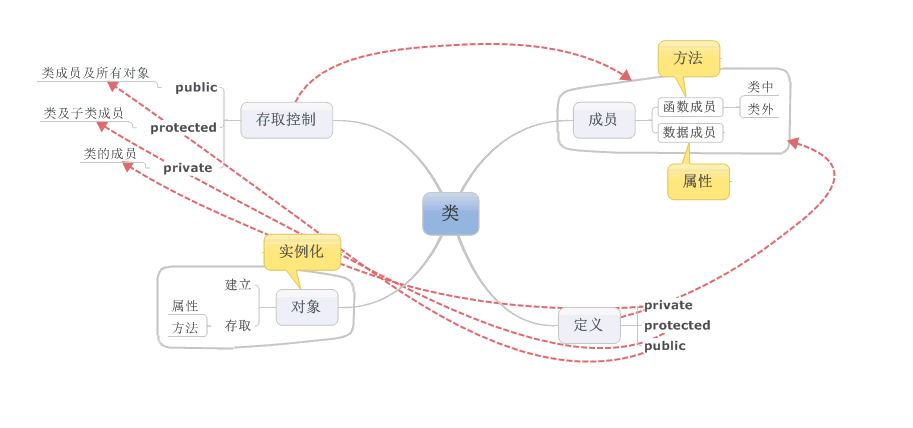 类
存取控制
public
类成员及所有对象
protected
类及子类成员
private
类的成员
成员
方法
函数成员
类中
类外
数据成员
属性
实例化
对象
建立
存取
属性
方法
定义
private
protected
public